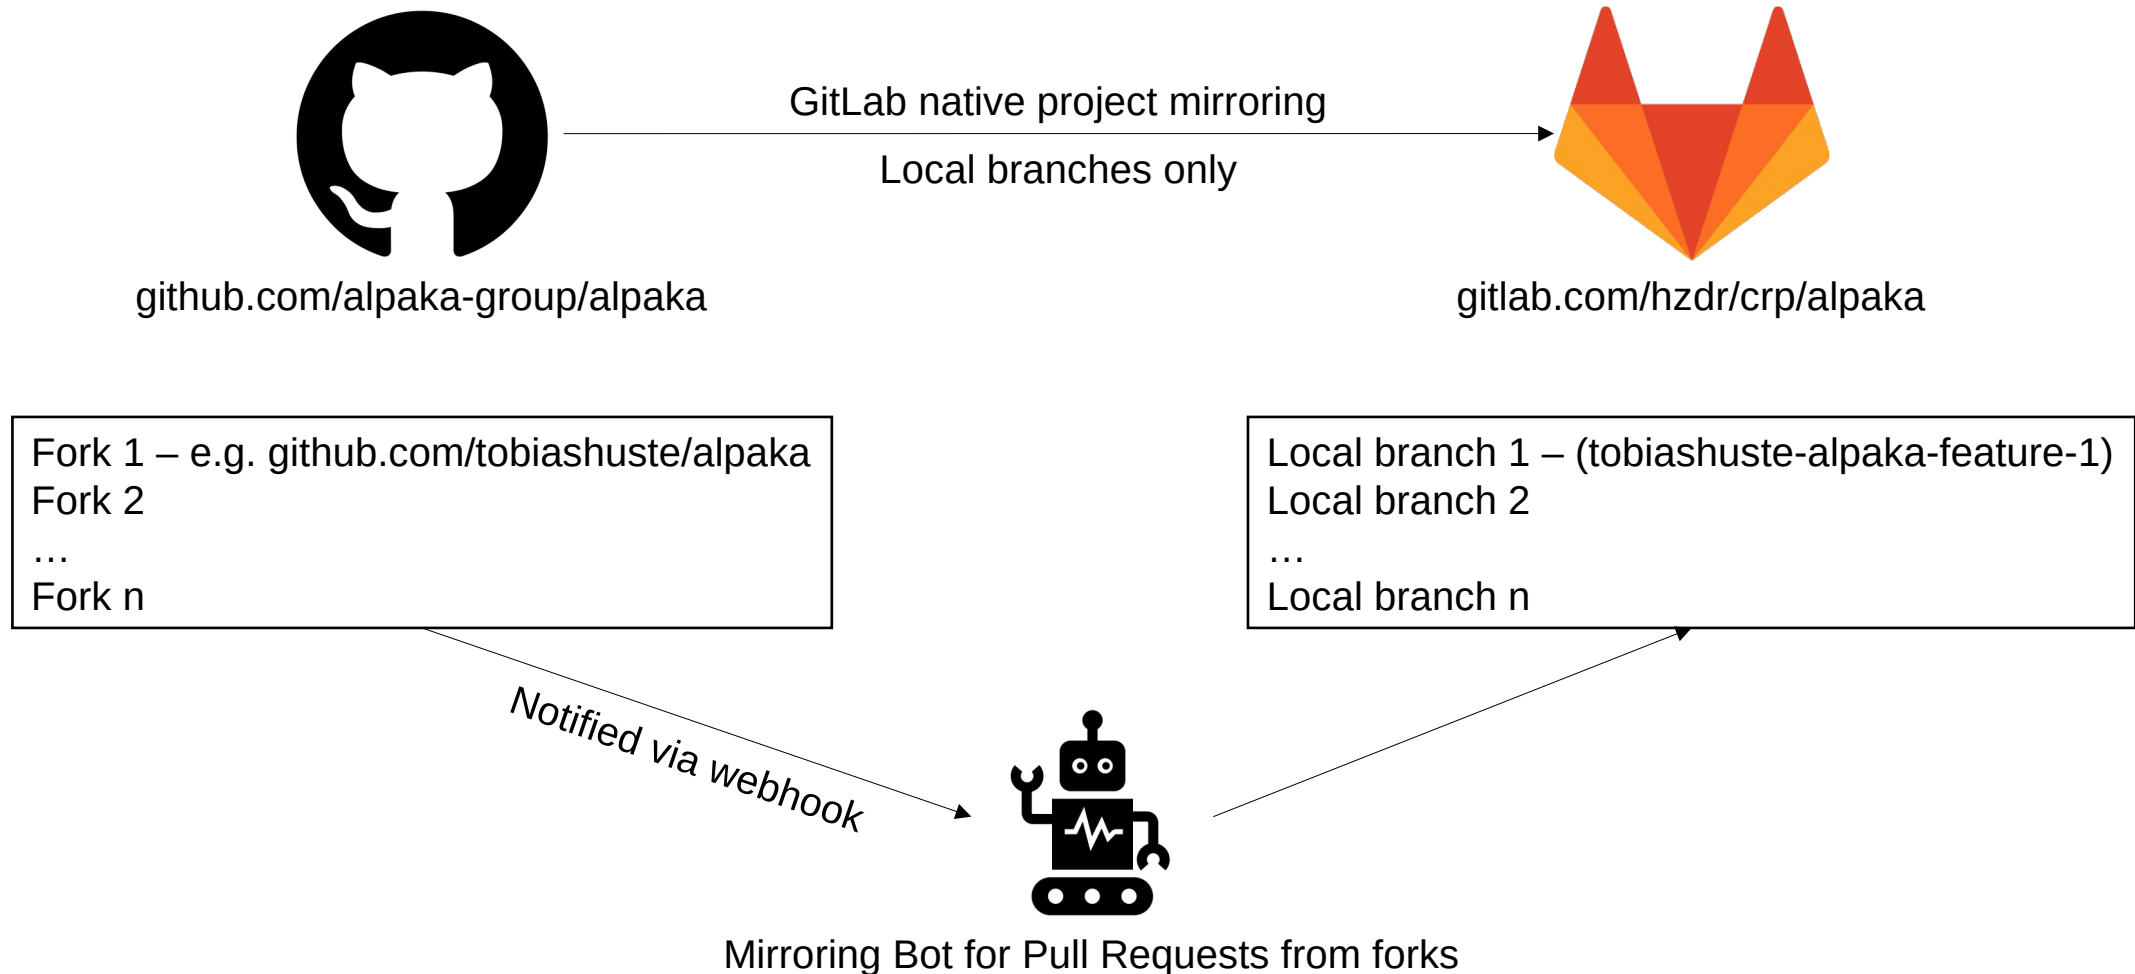 GitLab native project mirroring
Local branches only
github.com/alpaka-group/alpaka
gitlab.com/hzdr/crp/alpaka
Fork 1 – e.g. github.com/tobiashuste/alpaka
Fork 2
…
Fork n
Local branch 1 – (tobiashuste-alpaka-feature-1)
Local branch 2
…
Local branch n
Notified via webhook
Mirroring Bot for Pull Requests from forks